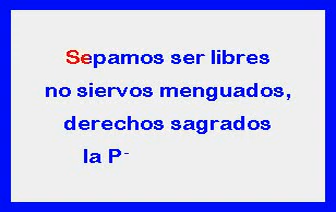 Sepamos ser libres
no siervos menguados,
derechos sagrados
la P